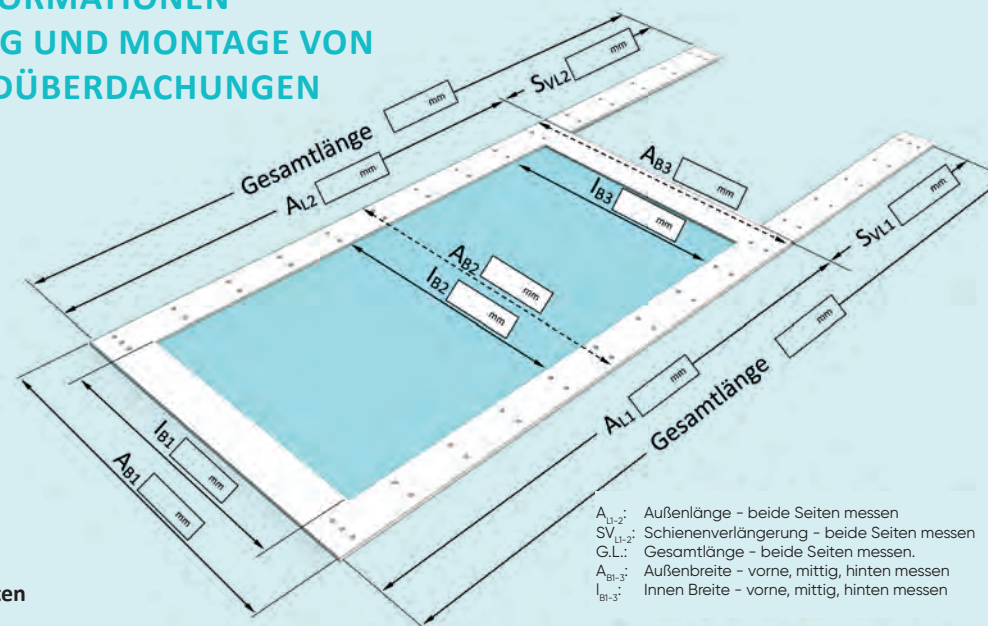 ORMATIONEN
G UND MONTAGE VON
DÜBERDACHUNGEN
Gesamtlänge mm
SVL2 mm
AL2 mm
AB3 mm
IB3 mm
AB2 mm
IB2 mm
SVL1 mm
AL1 mm
Gesamtlänge mm
IB1 mm
AB1 mm
AL1-2: Außenlänge - beide Seiten messen
SVL1-2: Schienenverlängerung - beide Seiten messen
G.L.: Gesamtlänge - beide Seiten messen.
AB1-3: Außenbreite - vorne, mittig, hinten messen
IB1-3: Innen Breite - vorne, mittig, hinten messen
ten